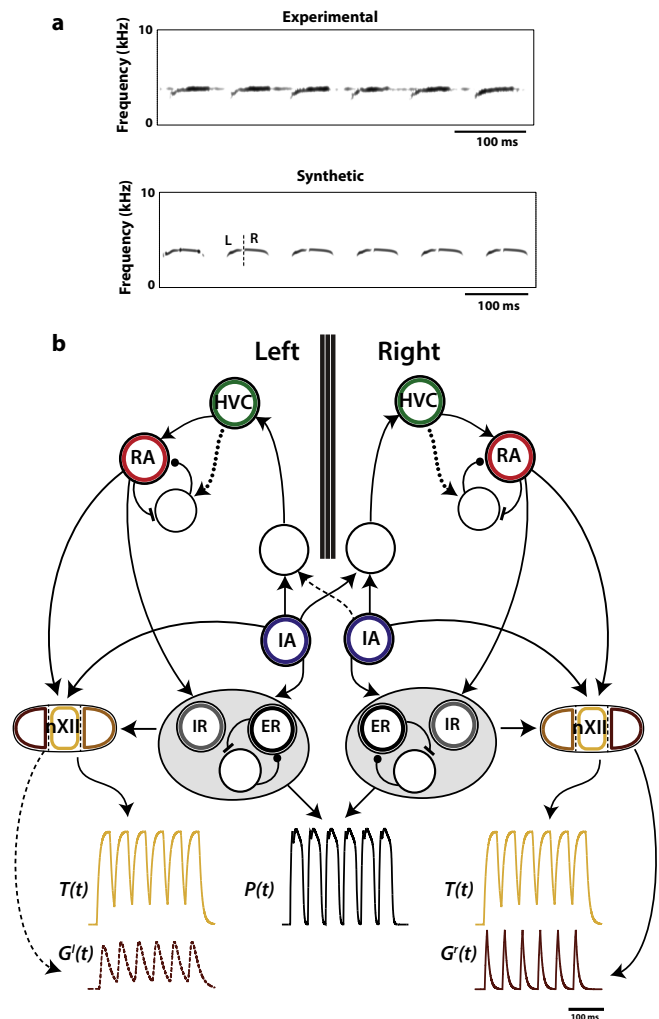 a
Experimental
Frequency (kHz)
10
0
100 ms
Synthetic
Frequency (kHz)
10
0
L R
100 ms
b
Left Right
HVC HVC
RA RA
IA IA
nXII IR ER ER IR nXII
T(t) P(t) T(t)
Gˡ(t) Gʳ(t)
100 ms